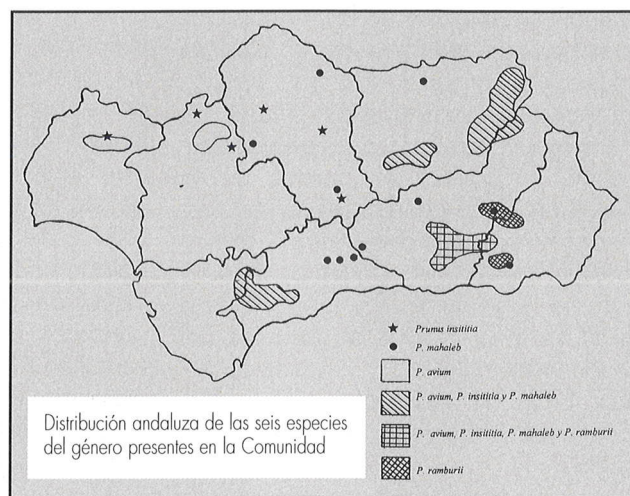 Prumus insititia
P. mahaleb
P. avium
P. avium, P. insititia y P. mahaleb
P. avium, P. insititia, P. mahaleb y P. ramburii
P. ramburii
Distribución andaluza de las seis especies
del género presentes en la Comunidad